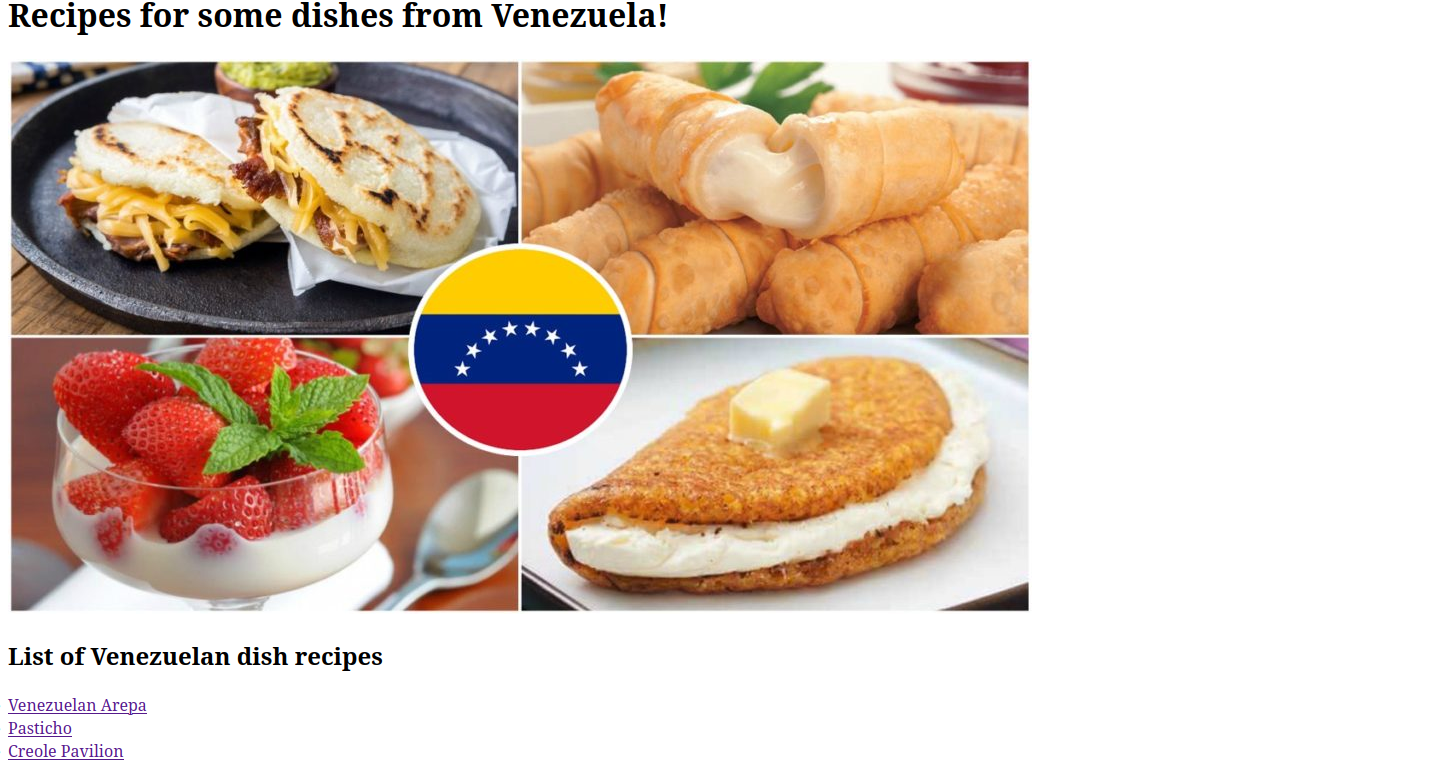 Recipes for some dishes from Venezuela!
List of Venezuelan dish recipes
Venezuelan Arepa
Pasticho
Creole Pavilion